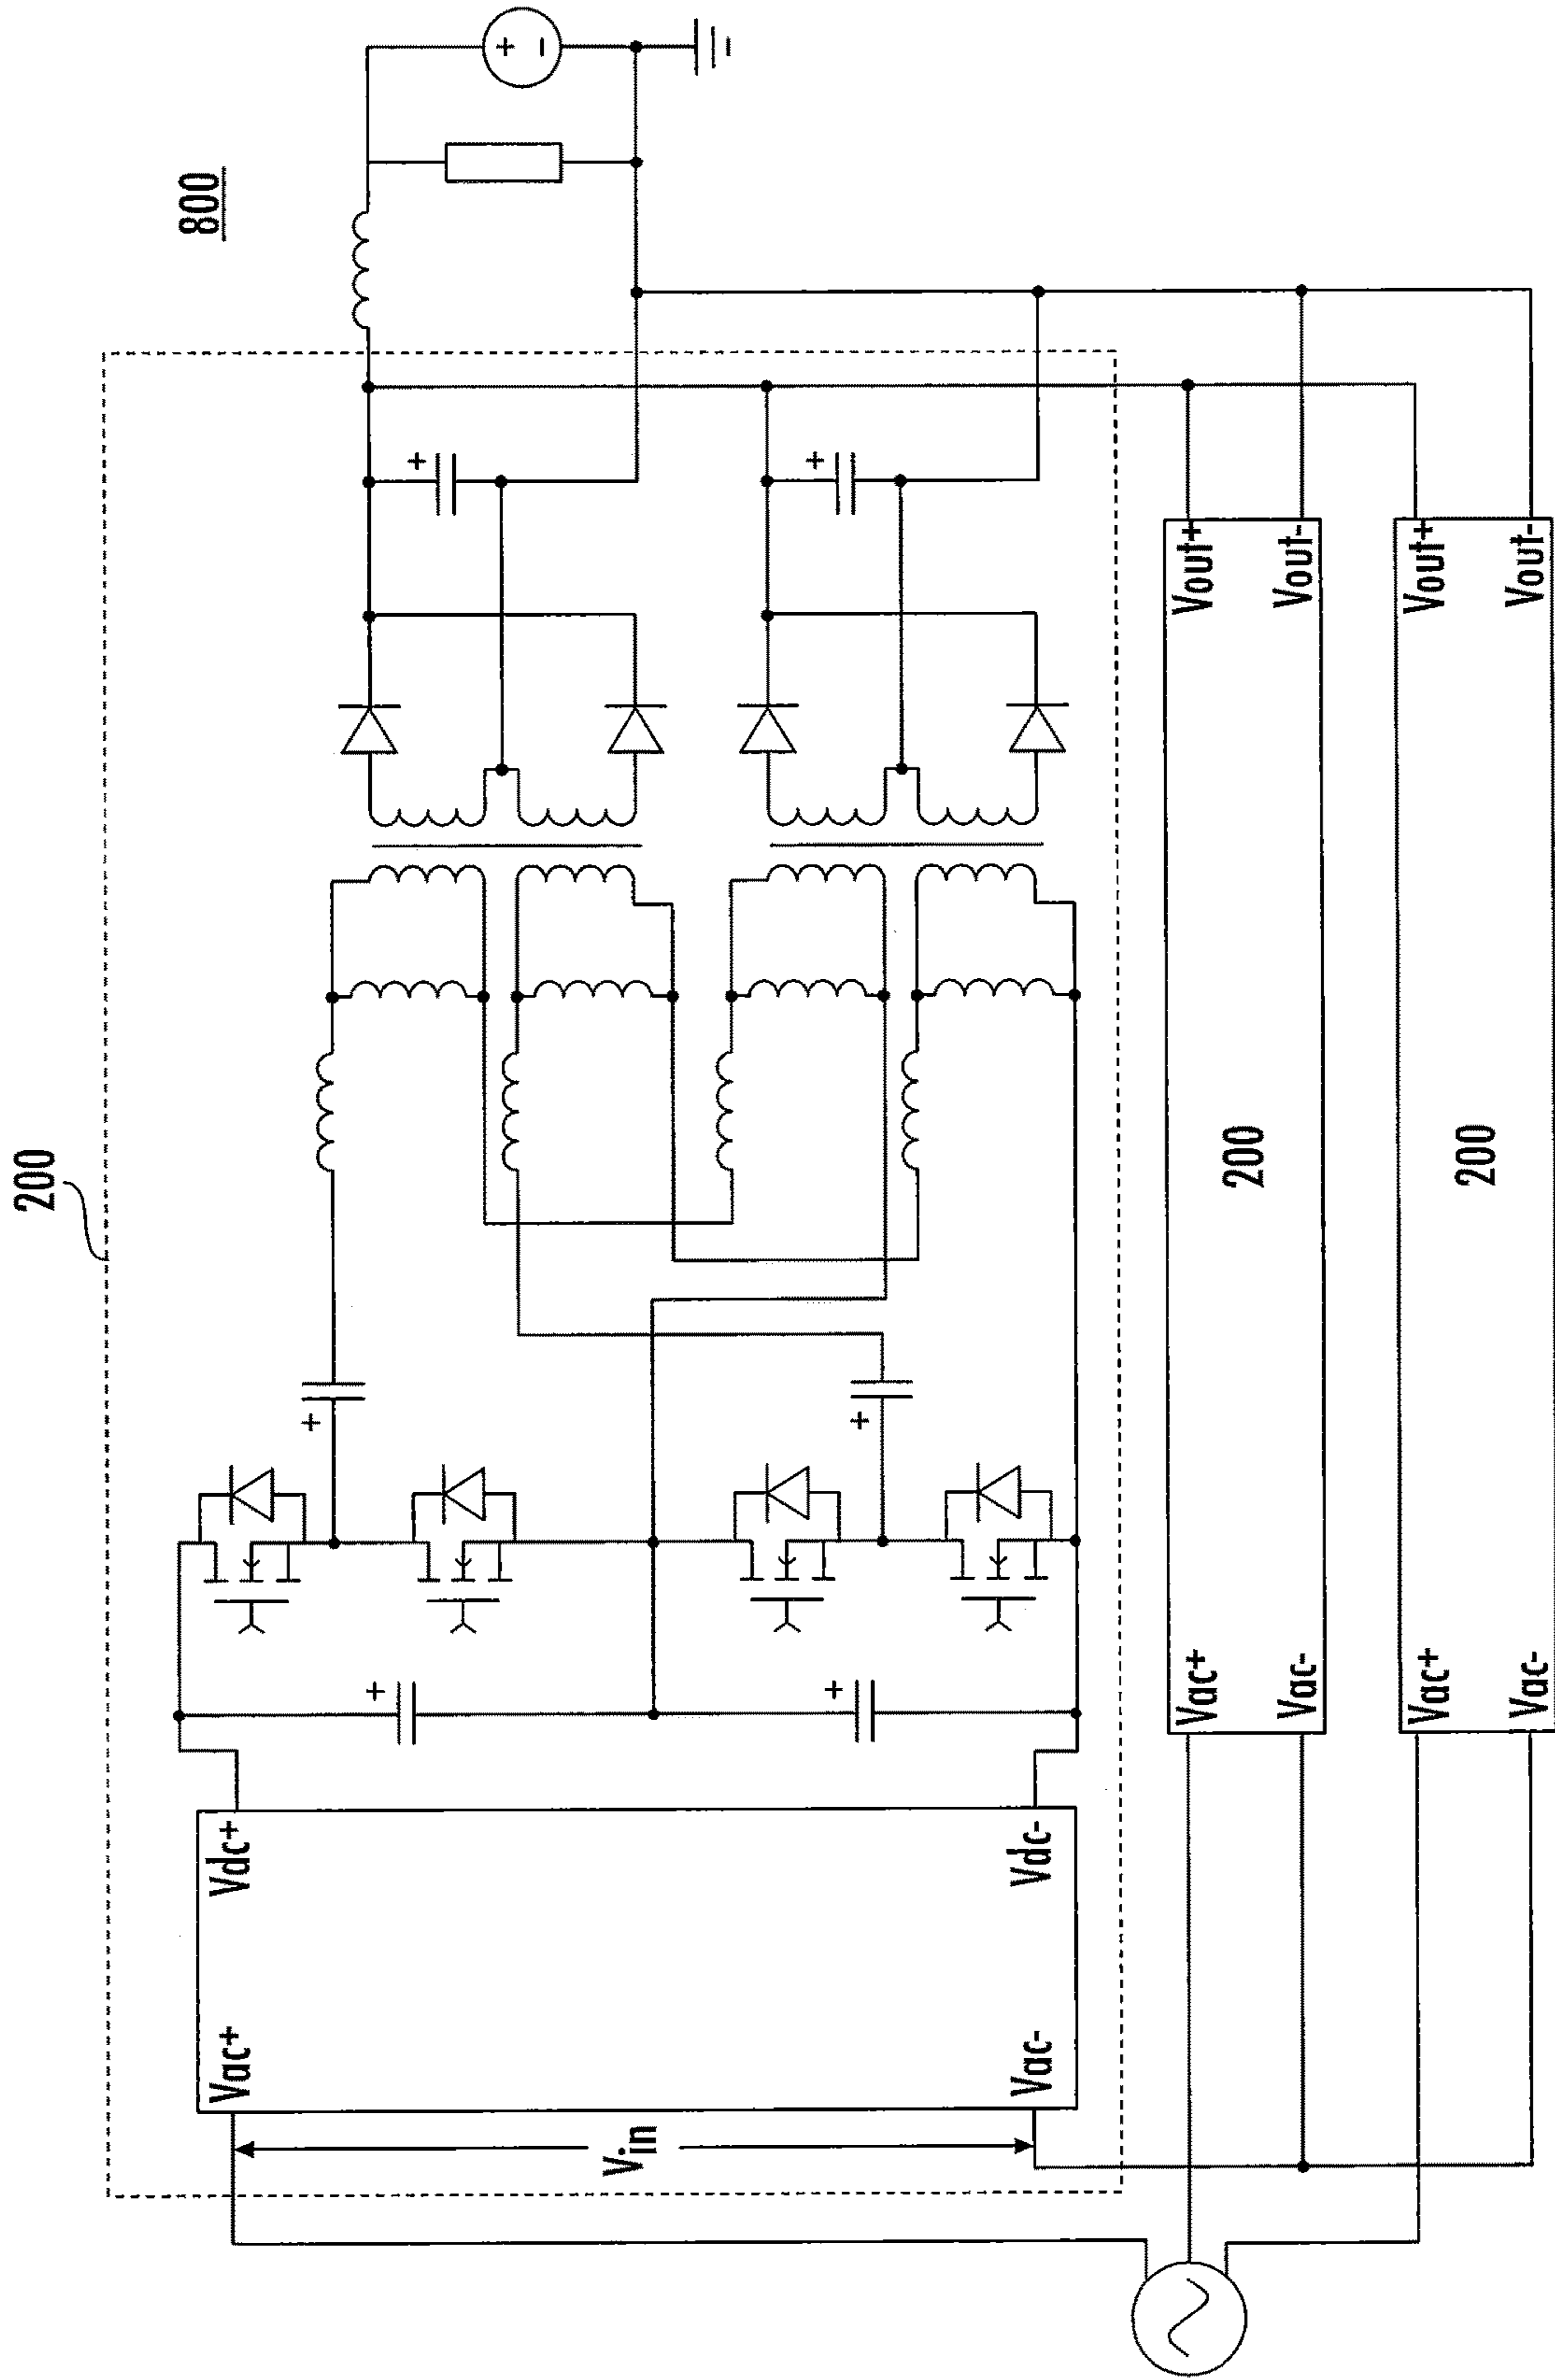 800
200
Vac+
Vdc+
Vin
Vac-
Vdc-
+
+
+
+
+
+
+ -
Vac+
Vout+
200
Vac-
Vout-
Vac+
Vout+
200
Vac-
Vout-